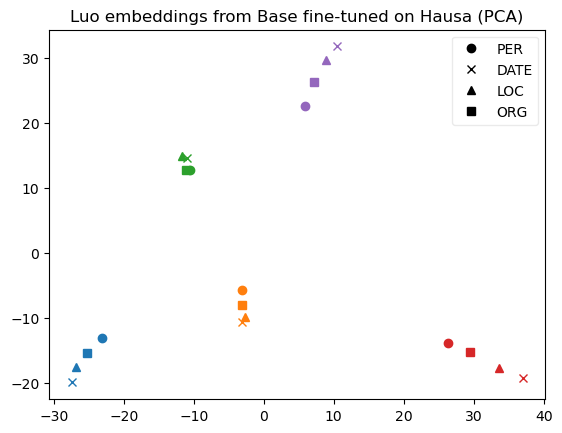 Luo embeddings from Base fine-tuned on Hausa (PCA)
PER
DATE
LOC
ORG
30
20
10
0
−10
−20
−30
−20
−10
0
10
20
30
40